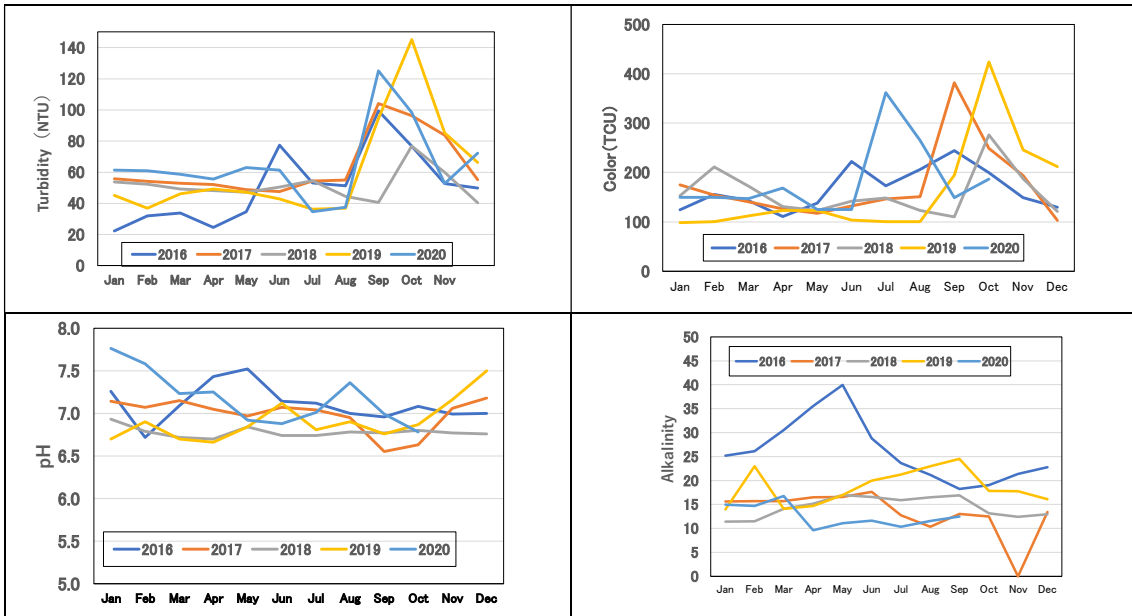 140
120
100
80
60
40
20
0
Turbidity (NTU)
2016 2017 2018 2019 2020
Jan Feb Mar Apr May Jun Jul Aug Sep Oct Nov
500
400
300
200
100
0
Color(TCU)
2016 2017 2018 2019 2020
Jan Feb Mar Apr May Jun Jul Aug Sep Oct Nov Dec
8.0
7.5
7.0
6.5
6.0
5.5
5.0
pH
2016 2017 2018 2019 2020
Jan Feb Mar Apr May Jun Jul Aug Sep Oct Nov Dec
50
45
40
35
30
25
20
15
10
5
0
Alkalinity
2016 2017 2018 2019 2020
Jan Feb Mar Apr May Jun Jul Aug Sep Oct Nov Dec